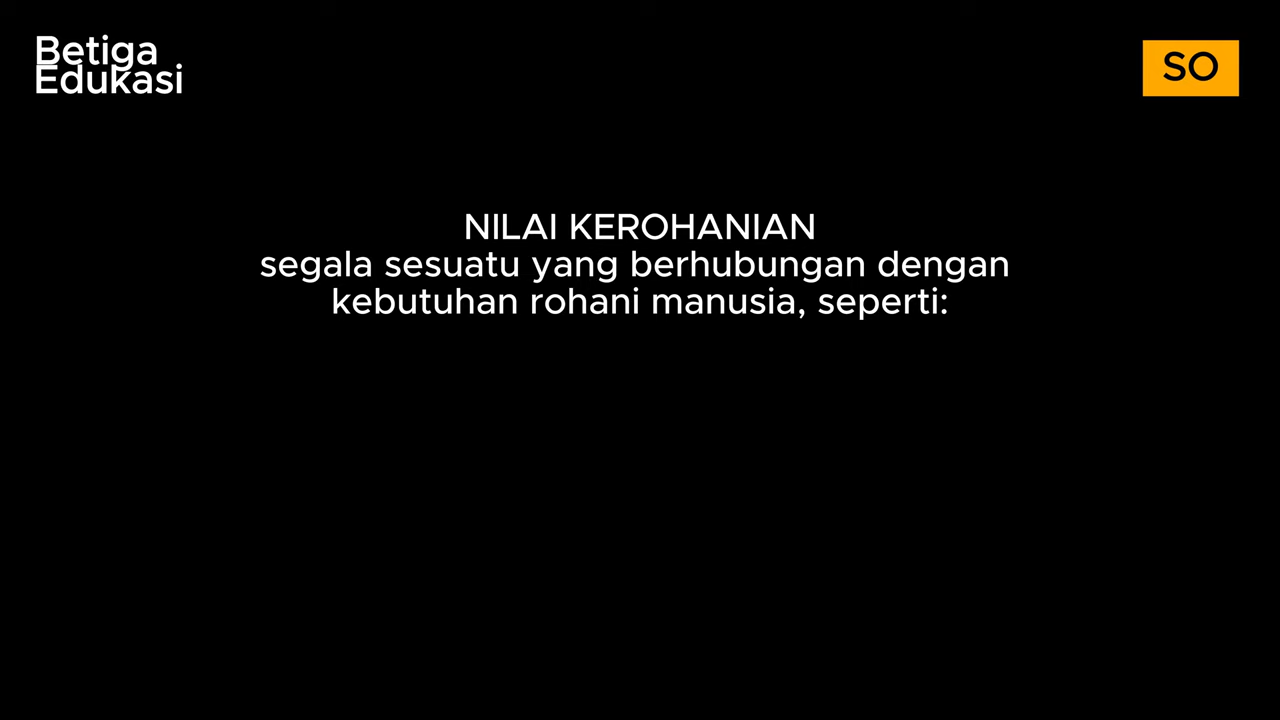 Betiga
Edukasi
SO
NILAI KEROHANIAN
segala sesuatu yang berhubungan dengan
kebutuhan rohani manusia, seperti: